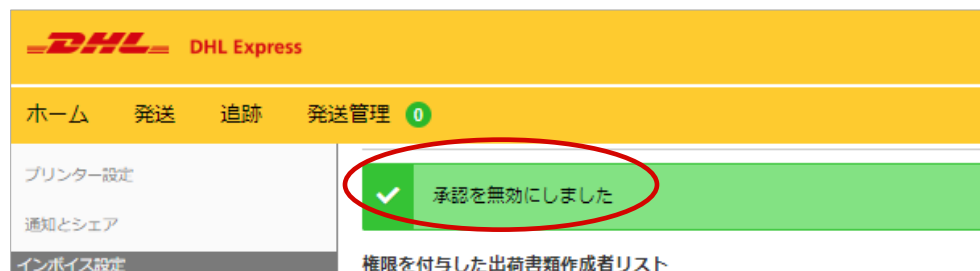 DHL DHL Express
ホーム 発送 追跡 発送管理 0
プリンター設定
承認を無効にしました
通知とシェア
インボイス設定
権限を付与した出荷書類作成者リスト